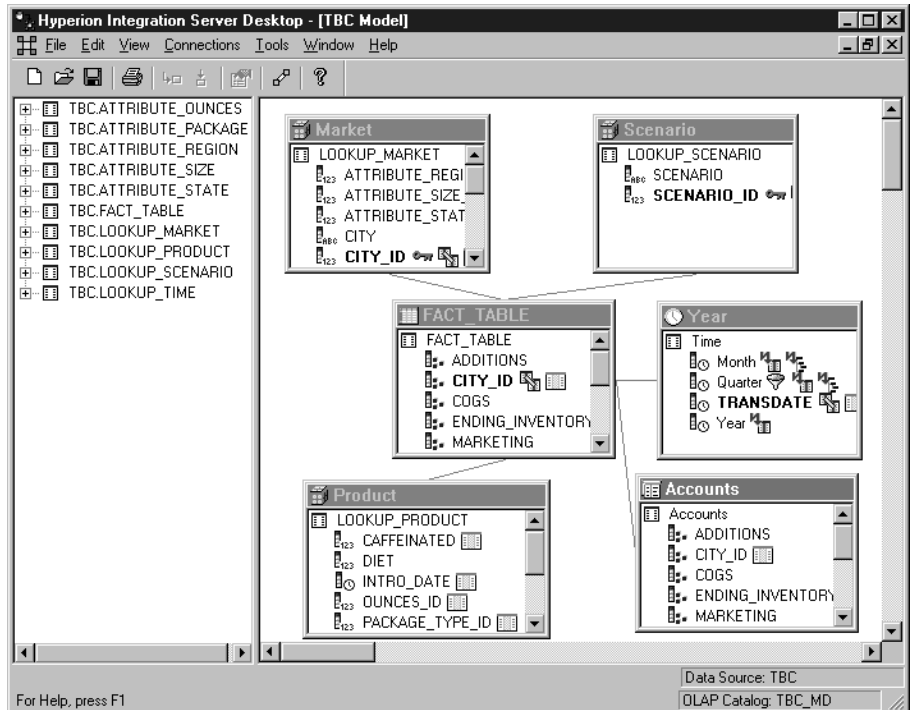 Hyperion Integration Server Desktop - [TBC Model]
File Edit View Connections Tools Window Help
TBC.ATTRIBUTE_OUNCES
TBC.ATTRIBUTE_PACKAGE
TBC.ATTRIBUTE_REGION
TBC.ATTRIBUTE_SIZE
TBC.ATTRIBUTE_STATE
TBC.FACT_TABLE
TBC.LOOKUP_MARKET
TBC.LOOKUP_PRODUCT
TBC.LOOKUP_SCENARIO
TBC.LOOKUP_TIME
Market
LOOKUP_MARKET
ATTRIBUTE_REGI
ATTRIBUTE_SIZE_
ATTRIBUTE_STAT
CITY
CITY_ID
Scenario
LOOKUP_SCENARIO
SCENARIO
SCENARIO_ID
FACT_TABLE
FACT_TABLE
ADDITIONS
CITY_ID
COGS
ENDING_INVENTORY
MARKETING
Year
Time
Month
Quarter
TRANSDATE
Year
Product
LOOKUP_PRODUCT
CAFFEINATED
DIET
INTRO_DATE
OUNCES_ID
PACKAGE_TYPE_ID
Accounts
Accounts
ADDITIONS
CITY_ID
COGS
ENDING_INVENTORY
MARKETING
Data Source: TBC
For Help, press F1
OLAP Catalog: TBC_MD